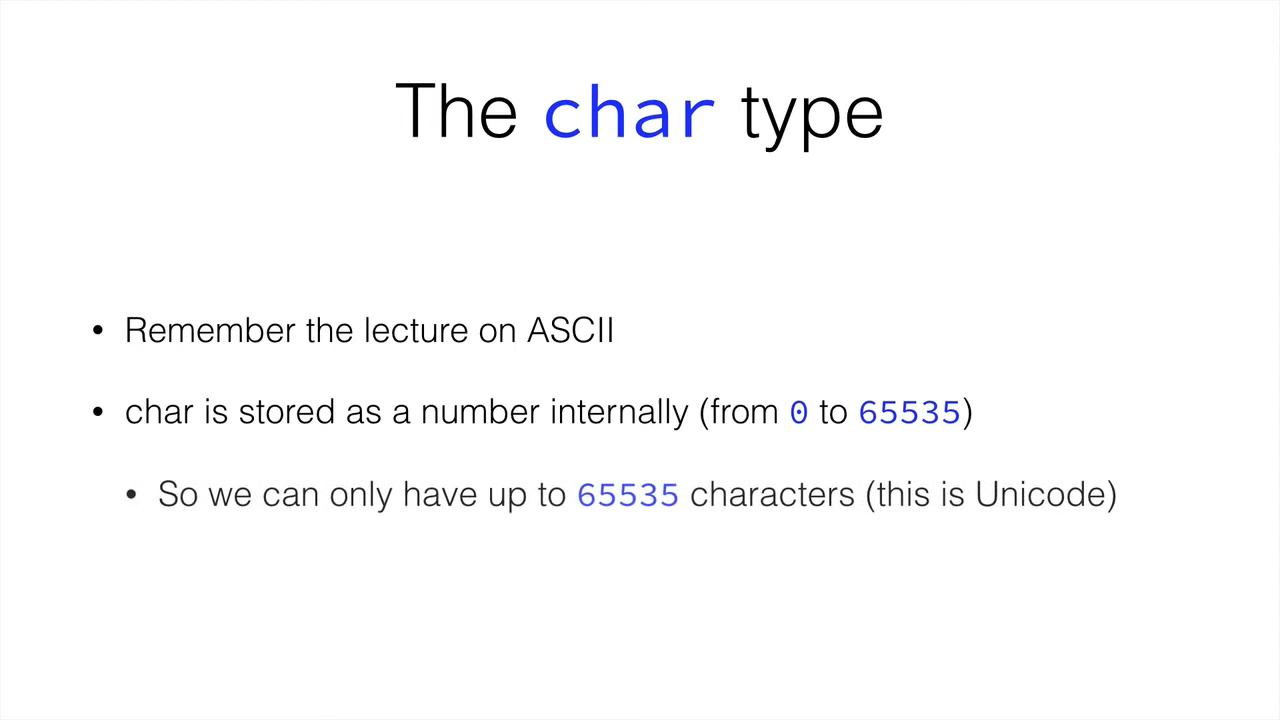 The char type
• Remember the lecture on ASCII
• char is stored as a number internally (from 0 to 65535)
• So we can only have up to 65535 characters (this is Unicode)